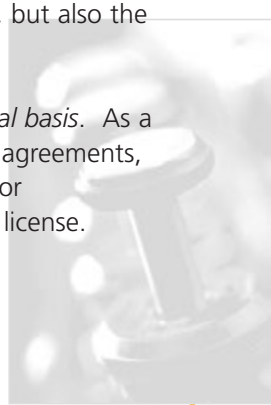 but also the
al basis. As a
agreements,
or
license.